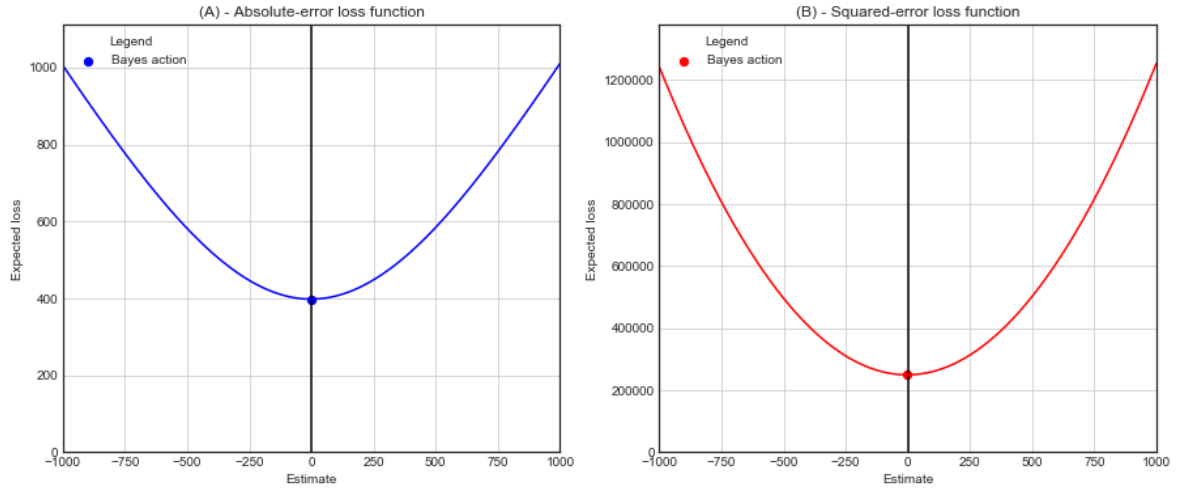 (A) - Absolute-error loss function
Legend
Bayes action
1000
800
600
400
200
0
Expected loss
−1000 −750 −500 −250 0 250 500 750 1000
Estimate
(B) - Squared-error loss function
Legend
Bayes action
1200000
1000000
800000
600000
400000
200000
0
Expected loss
−1000 −750 −500 −250 0 250 500 750 1000
Estimate